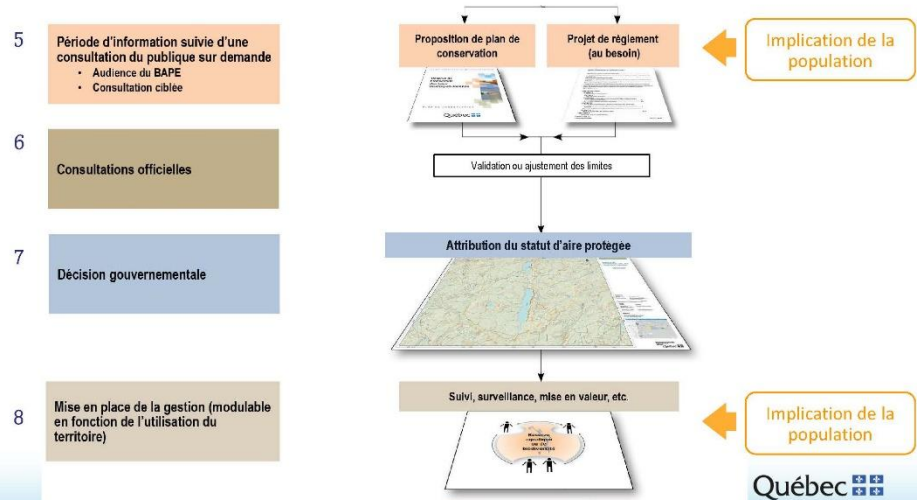 5
Période d'information suivie d'une
consultation du publique sur demande
• Audience du BAPE
• Consultation ciblée
Proposition de plan de
conservation
Projet de règlement
(au besoin)
Implication de la
population
Québec
6
Consultations officielles
Validation ou ajustement des limites
7
Décision gouvernementale
Attribution du statut d'aire protégée
Québec
8
Mise en place de la gestion (modulable
en fonction de l'utilisation du
territoire)
Suivi, surveillance, mise en valeur, etc.
Implication de la
population
Québec